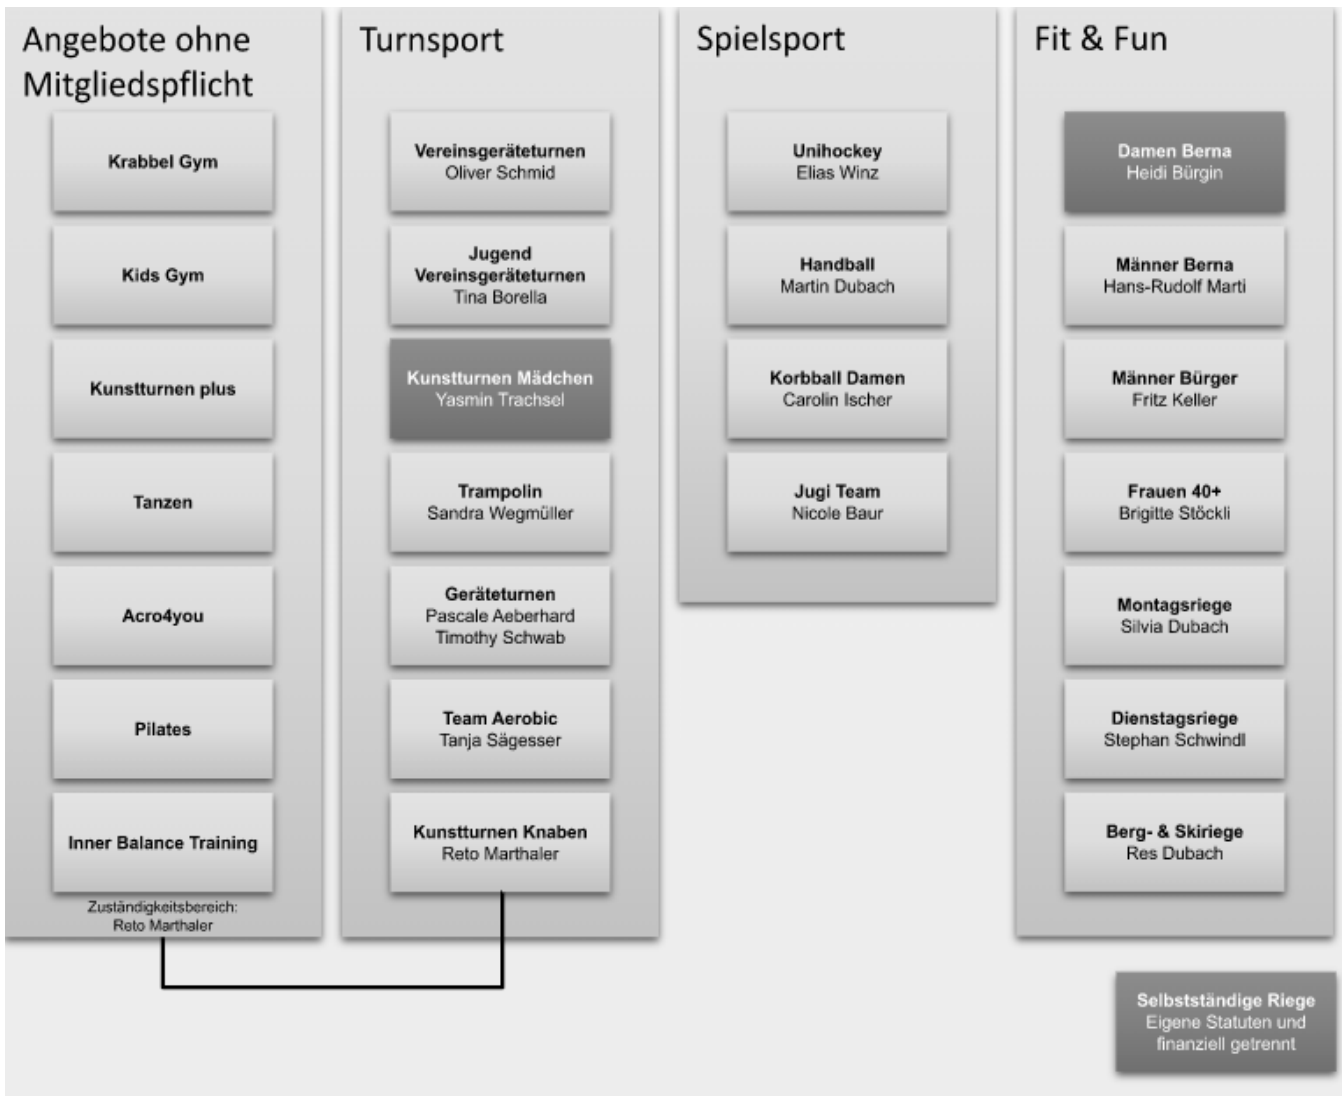 Angebote ohne
Mitgliedspflicht
Krabbel Gym
Kids Gym
Kunstturnen plus
Tanzen
Acro4you
Pilates
Inner Balance Training
Zuständigkeitsbereich:
Reto Marthaler
Turnsport
Vereinsgeräteturnen
Oliver Schmid
Jugend
Vereinsgeräteturnen
Tina Borella
Kunstturnen Mädchen
Yasmin Trachsel
Trampolin
Sandra Wegmüller
Geräteturnen
Pascale Aeberhard
Timothy Schwab
Team Aerobic
Tanja Sägesser
Kunstturnen Knaben
Reto Marthaler
Spielsport
Unihockey
Elias Winz
Handball
Martin Dubach
Korbball Damen
Carolin Ischer
Jugi Team
Nicole Baur
Fit & Fun
Damen Berna
Heidi Bürgin
Männer Berna
Hans-Rudolf Marti
Männer Bürger
Fritz Keller
Frauen 40+
Brigitte Stöckli
Montagsriege
Silvia Dubach
Dienstagsriege
Stephan Schwindl
Berg- & Skiriege
Res Dubach
Selbstständige Riege
Eigene Statuten und
finanziell getrennt